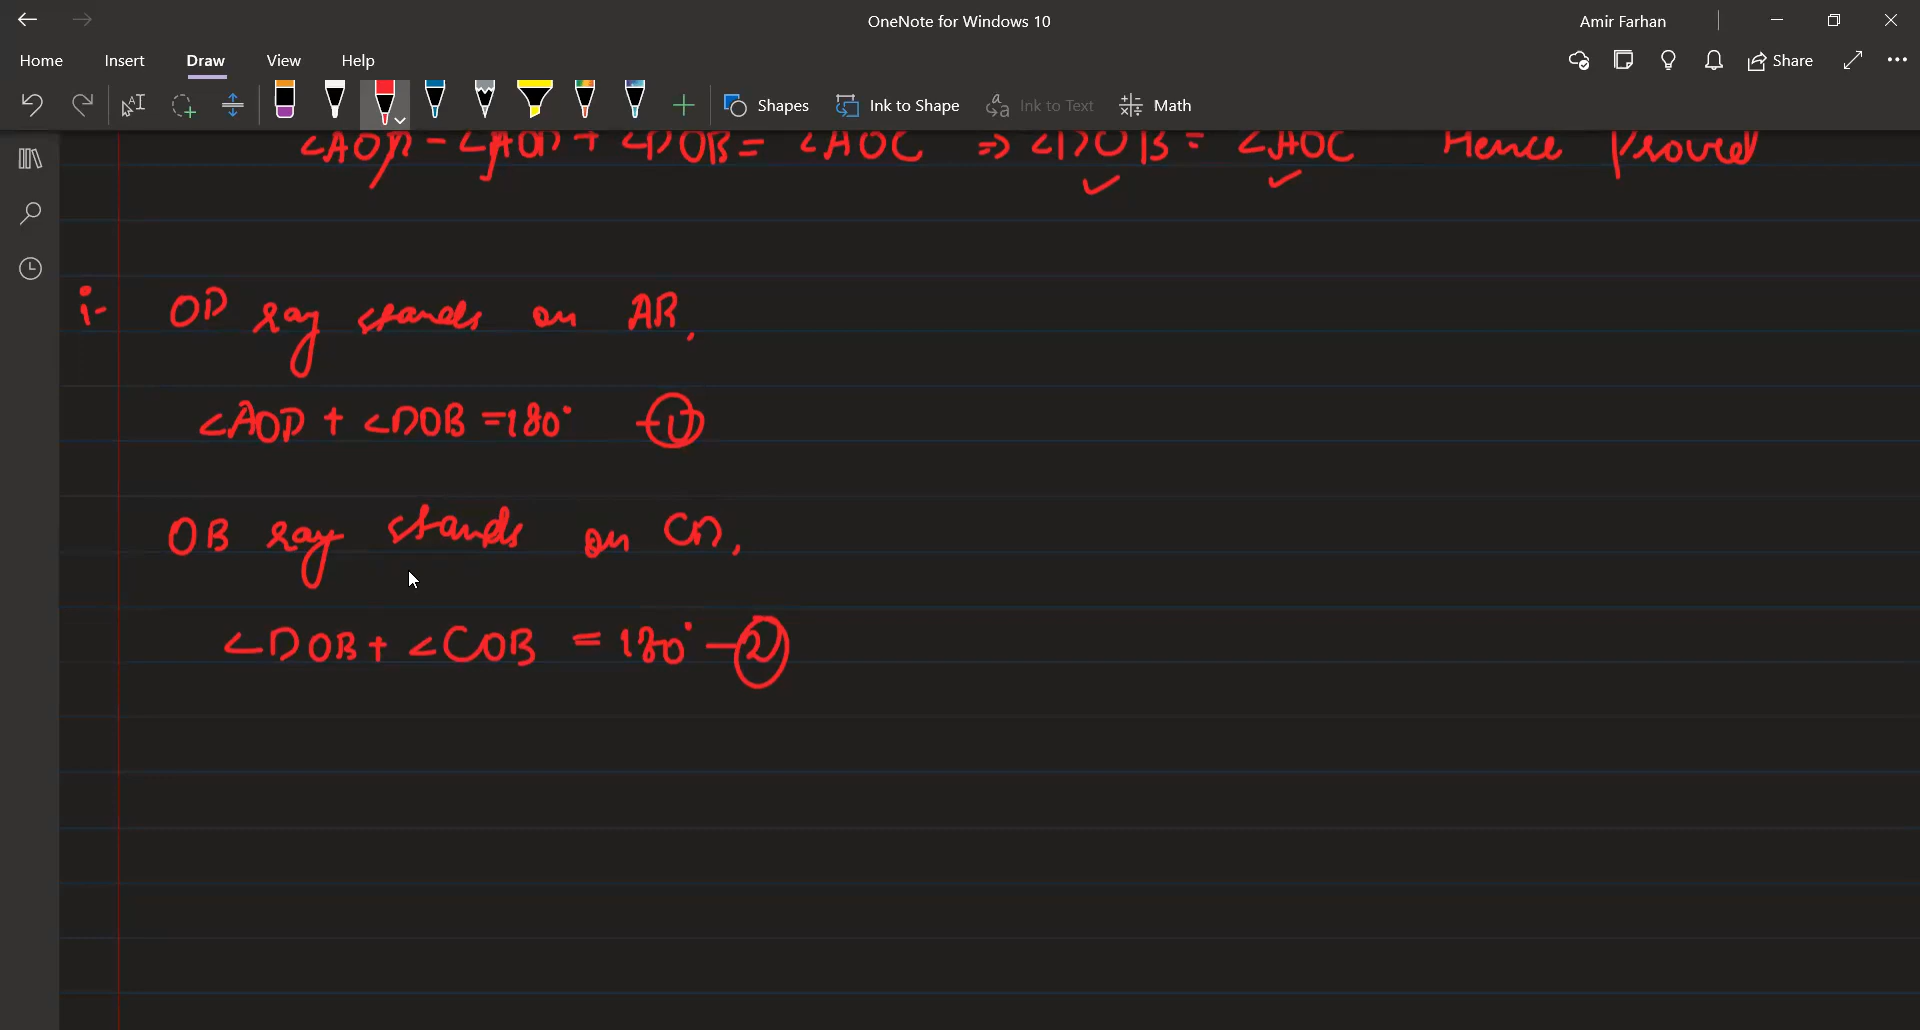 OneNote for Windows 10
Amir Farhan
Home Insert Draw View Help
Share
Shapes Ink to Shape Ink to Text Math
∠AOD - ∠AOD + ∠DOB = ∠AOC ⇒ ∠DOB = ∠AOC Hence Proved
i- OD ray stands on AB.
∠AOD + ∠DOB = 180° -①
OB ray stands on CD,
∠DOB + ∠COB = 180° -②